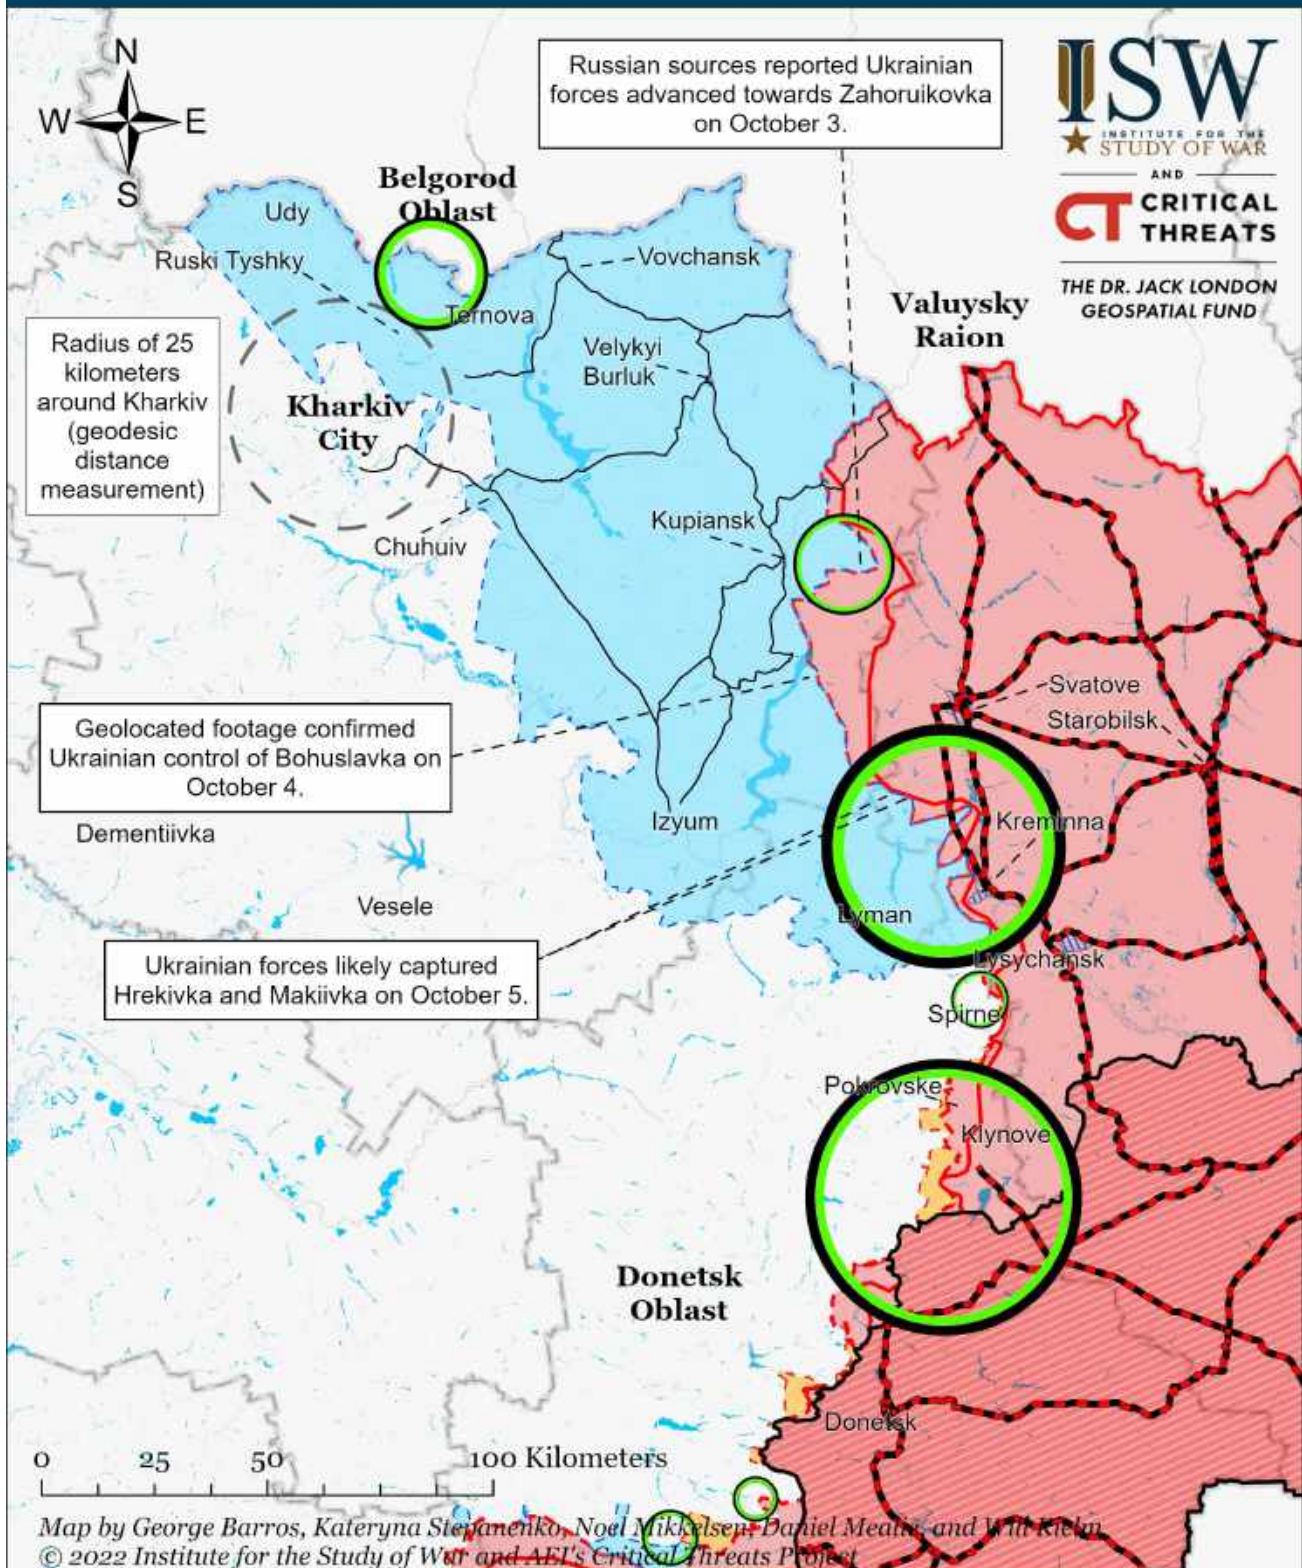 N
W
E
S
Russian sources reported Ukrainian
forces advanced towards Zahoruikovka
on October 3.
ISW
INSTITUTE FOR THE
STUDY OF WAR
AND
CT CRITICAL
THREATS
THE DR. JACK LONDON
GEOSPATIAL FUND
Belgorod
Oblast
Udy
Ruski Tyshky
Vovchansk
Ternova
Valuysky
Raion
Radius of 25
kilometers
around Kharkiv
(geodesic
distance
measurement)
Velykyi
Burluk
Kharkiv
City
Kupiansk
Chuhuiv
Svatove
Starobilsk
Geolocated footage confirmed
Ukrainian control of Bohuslavka on
October 4.
Izyum
Kreminna
Dementiivka
Vesele
Lyman
Ukrainian forces likely captured
Hrekivka and Makiivka on October 5.
Lysychansk
Spirne
Pokrovske
Klynove
Donetsk
Oblast
Donetsk
0 25 50 100 Kilometers
Map by George Barros, Kateryna Stepanenko, Noel Mikkelsen, Daniel Mealie, and Will Kielm
© 2022 Institute for the Study of War and AEI's Critical Threats Project